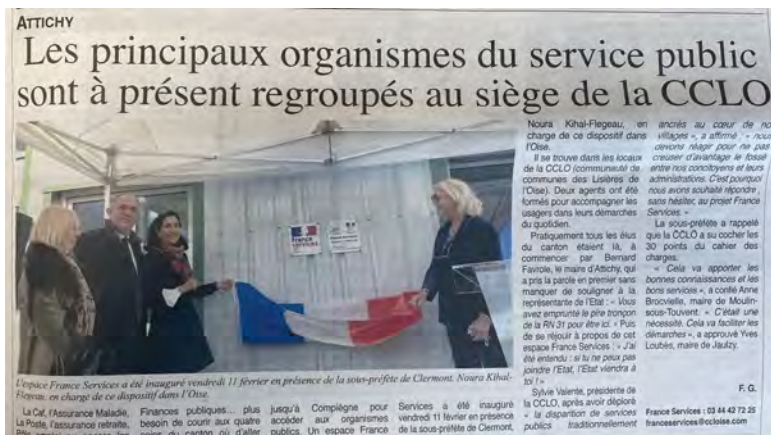 ATTICHY
Les principaux organismes du service public
sont à présent regroupés au siège de la CCLO
France
services
L'espace France Services a été inauguré vendredi 11 février en présence de la sous-préfète de Clermont, Noura Kihal-
Flegeau, en charge de ce dispositif dans l'Oise.
La Caf, l'Assurance Maladie,
La Poste, l'assurance retraite,
Finances publiques... plus
besoin de courir aux quatre
coins du canton où d'aller
jusqu'à Compiègne pour
accéder aux organismes
publics. Un espace France
Services a été inauguré
vendredi 11 février en présence
de la sous-préfète de Clermont,
Noura Kihal-Flegeau, en
charge de ce dispositif dans
l'Oise.
Il se trouve dans les locaux
de la CCLO (communauté de
communes des Lisières de
l'Oise). Deux agents ont été
formés pour accompagner les
usagers dans leurs démarches
du quotidien.
Pratiquement tous les élus
du canton étaient là, à
commencer par Bernard
Favrole, le maire d'Attichy, qui
a pris la parole en premier sans
manquer de souligner à la
représentante de l'Etat : « Vous
avez emprunté le pire tronçon
de la RN 31 pour être ici. » Puis
de se réjouir à propos de cet
espace France Services : « J'ai
été entendu : si tu ne peux pas
joindre l'Etat, l'Etat viendra à
toi ! »
Sylvie Valente, présidente de
la CCLO, après avoir déploré
« la disparition de services
publics traditionnellement
ancrés au cœur de no
villages », a affirmé : « nous
devons réagir pour ne pas
creuser d'avantage le fossé
entre nos concitoyens et leurs
administrations. C'est pourquoi
nous avons souhaité répondre,
sans hésiter, au projet France
Services. »
La sous-préfète a rappelé
que la CCLO a su cocher les
30 points du cahier des
charges.
« Cela va apporter les
bonnes connaissances et les
bons services », a confié Anne
Brocvielle, maire de Moulin-
sous-Touvent. « C'était une
nécessité. Cela va faciliter les
démarches », a approuvé Yves
Loubès, maire de Jaulzy.
F. G.
France Services : 03 44 42 72 25
franceservices@ccloise.com